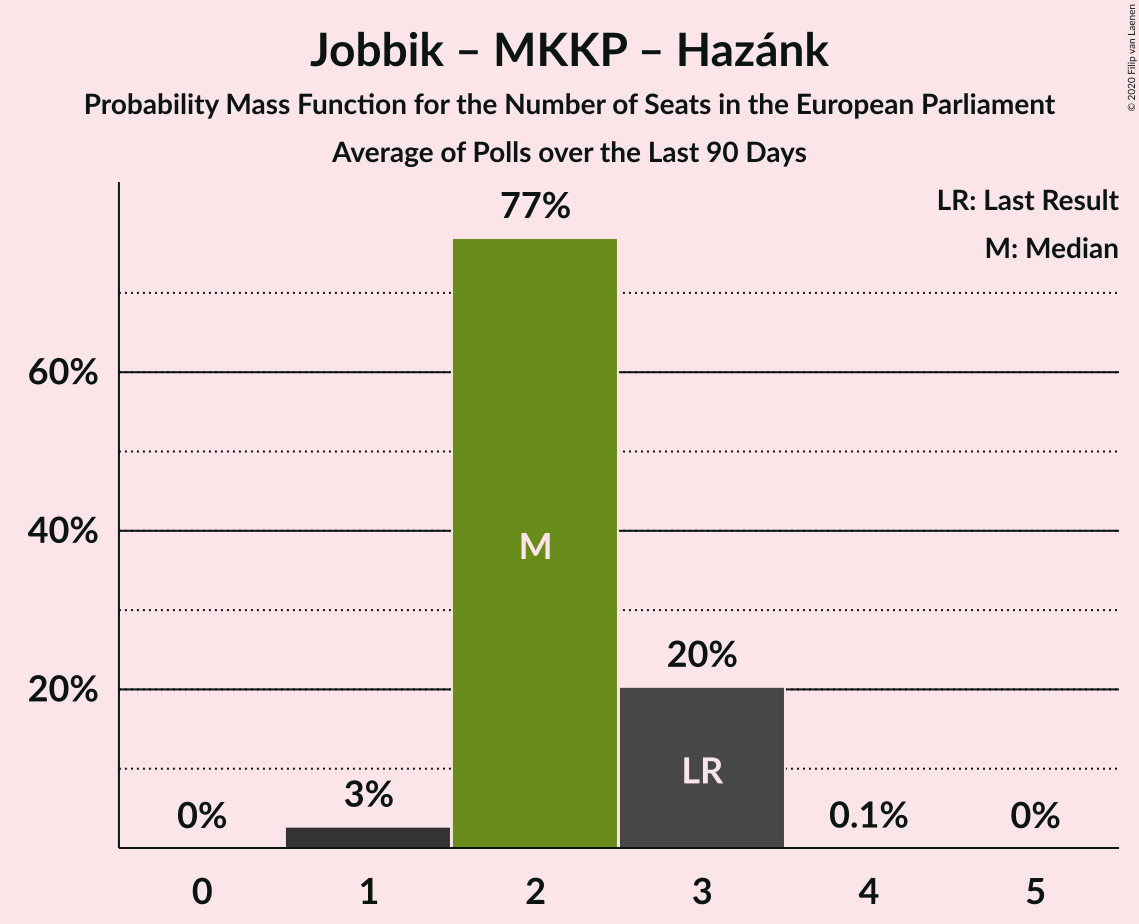 Jobbik – MKKP – Hazánk
Probability Mass Function for the Number of Seats in the European Parliament
Average of Polls over the Last 90 Days
© 2020 Filip van Laenen
LR: Last Result
M: Median
77%
60%
40%
M
20%
20%
LR
3%
0%
0.1%
0%
0 1 2 3 4 5